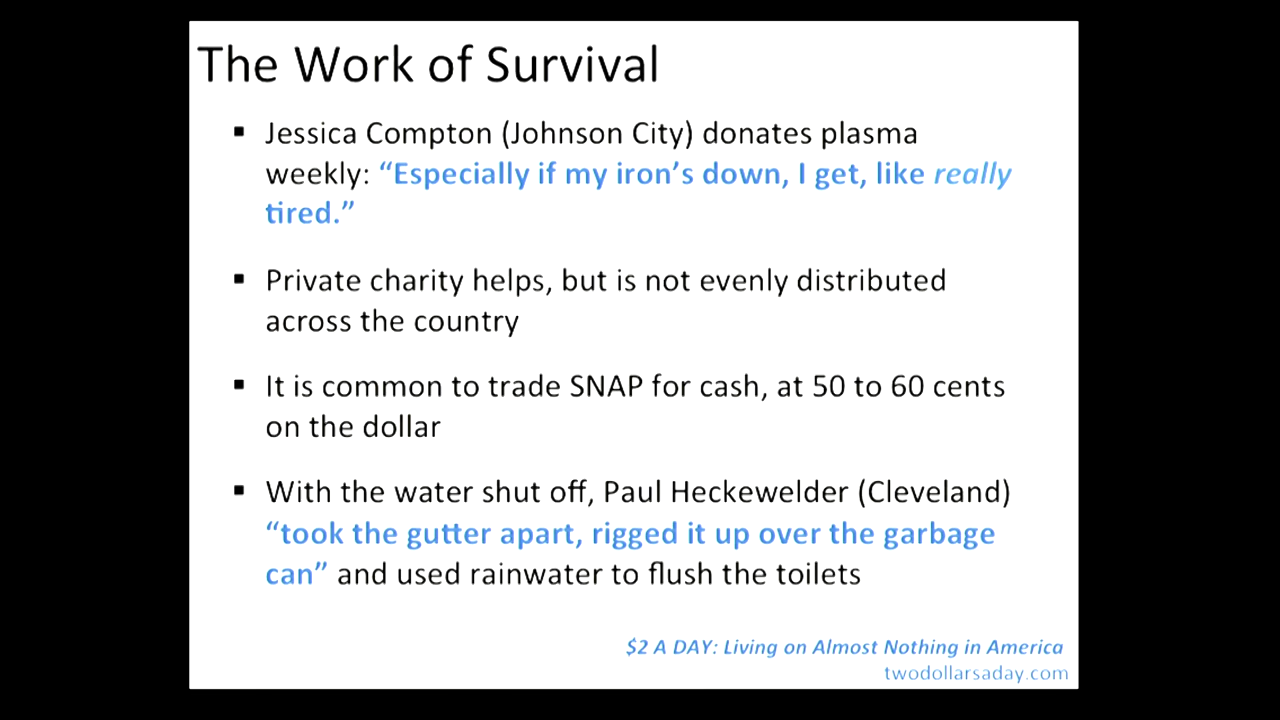 The Work of Survival
▪ Jessica Compton (Johnson City) donates plasma
weekly: “Especially if my iron’s down, I get, like really
tired.”
▪ Private charity helps, but is not evenly distributed
across the country
▪ It is common to trade SNAP for cash, at 50 to 60 cents
on the dollar
▪ With the water shut off, Paul Heckewelder (Cleveland)
“took the gutter apart, rigged it up over the garbage
can” and used rainwater to flush the toilets
$2 A DAY: Living on Almost Nothing in America
twodollarsaday.com